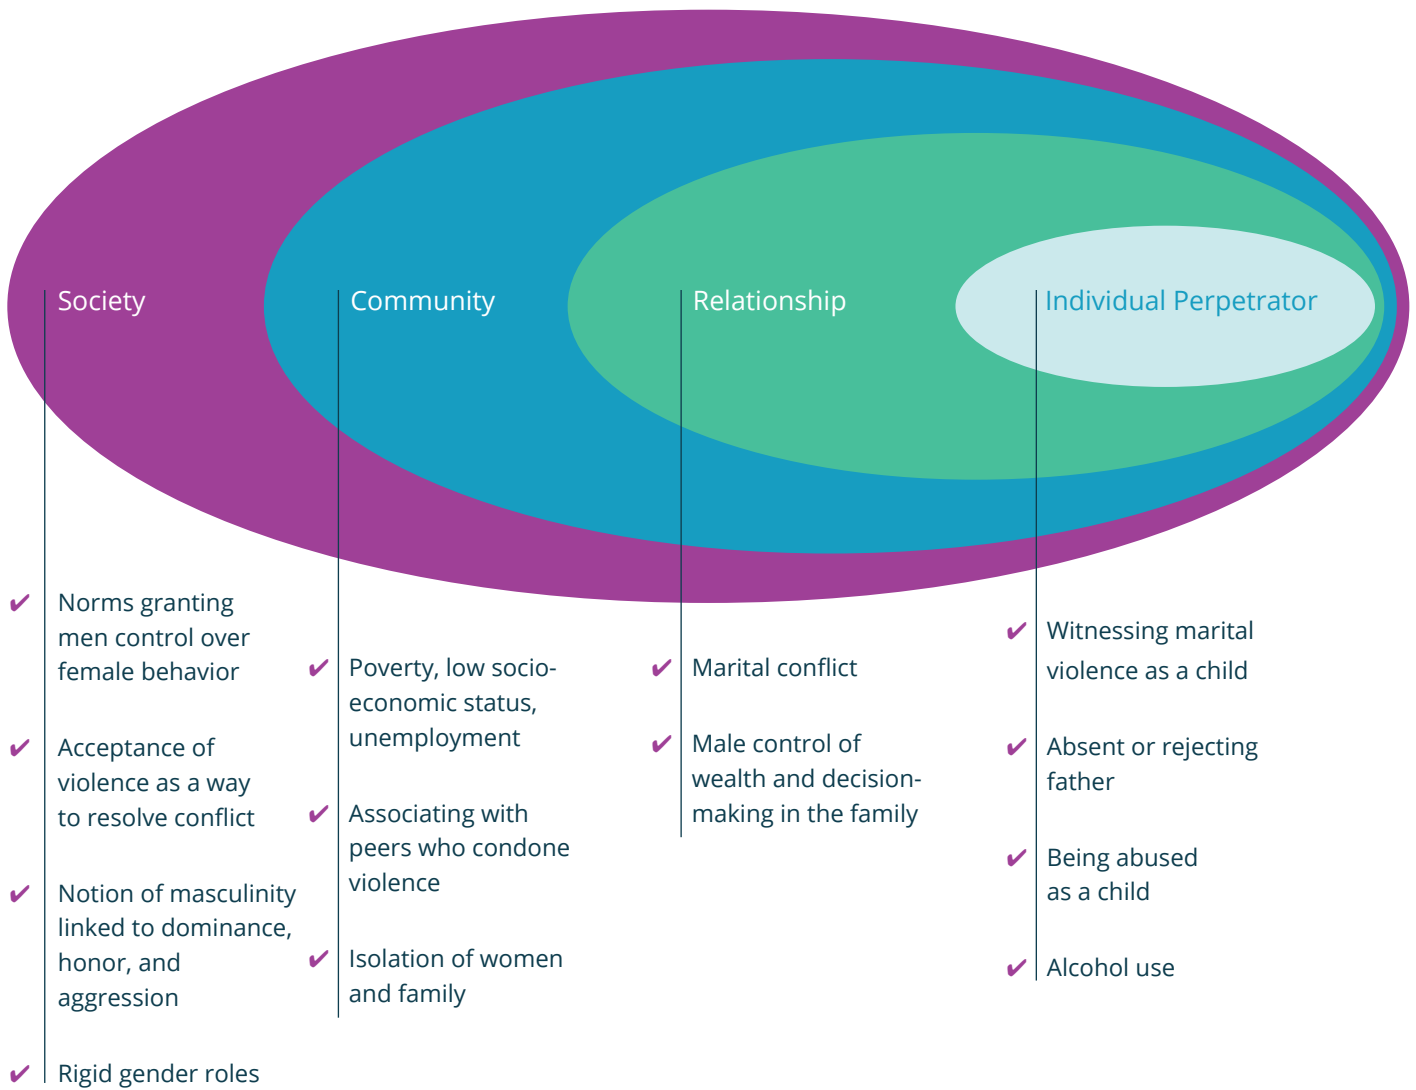 Society
Community
Relationship
Individual Perpetrator
✔ Norms granting
men control over
female behavior
✔ Acceptance of
violence as a way
to resolve conflict
✔ Notion of masculinity
linked to dominance,
honor, and
aggression
✔ Rigid gender roles
✔ Poverty, low socio-
economic status,
unemployment
✔ Associating with
peers who condone
violence
✔ Isolation of women
and family
✔ Marital conflict
✔ Male control of
wealth and decision-
making in the family
✔ Witnessing marital
violence as a child
✔ Absent or rejecting
father
✔ Being abused
as a child
✔ Alcohol use